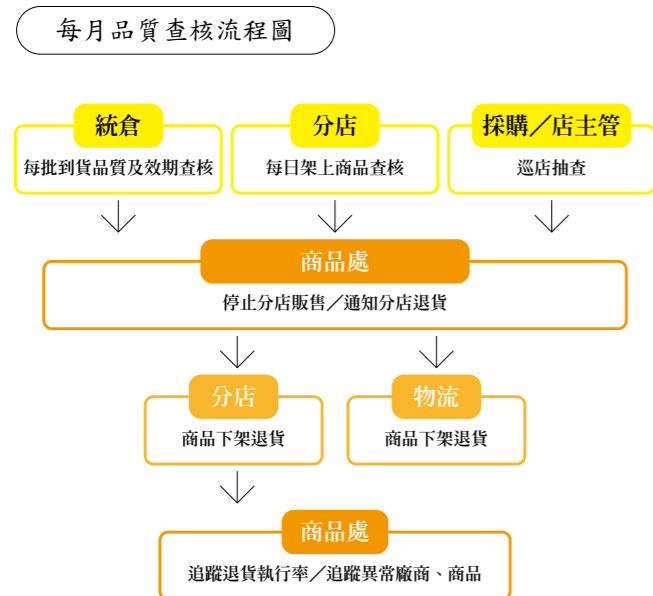 每月品質查核流程圖
統倉
每批到貨品質及效期查核
分店
每日架上商品查核
採購／店主管
巡店抽查
商品處
停止分店販售／通知分店退貨
分店
商品下架退貨
物流
商品下架退貨
商品處
追蹤退貨執行率／追蹤異常廠商、商品